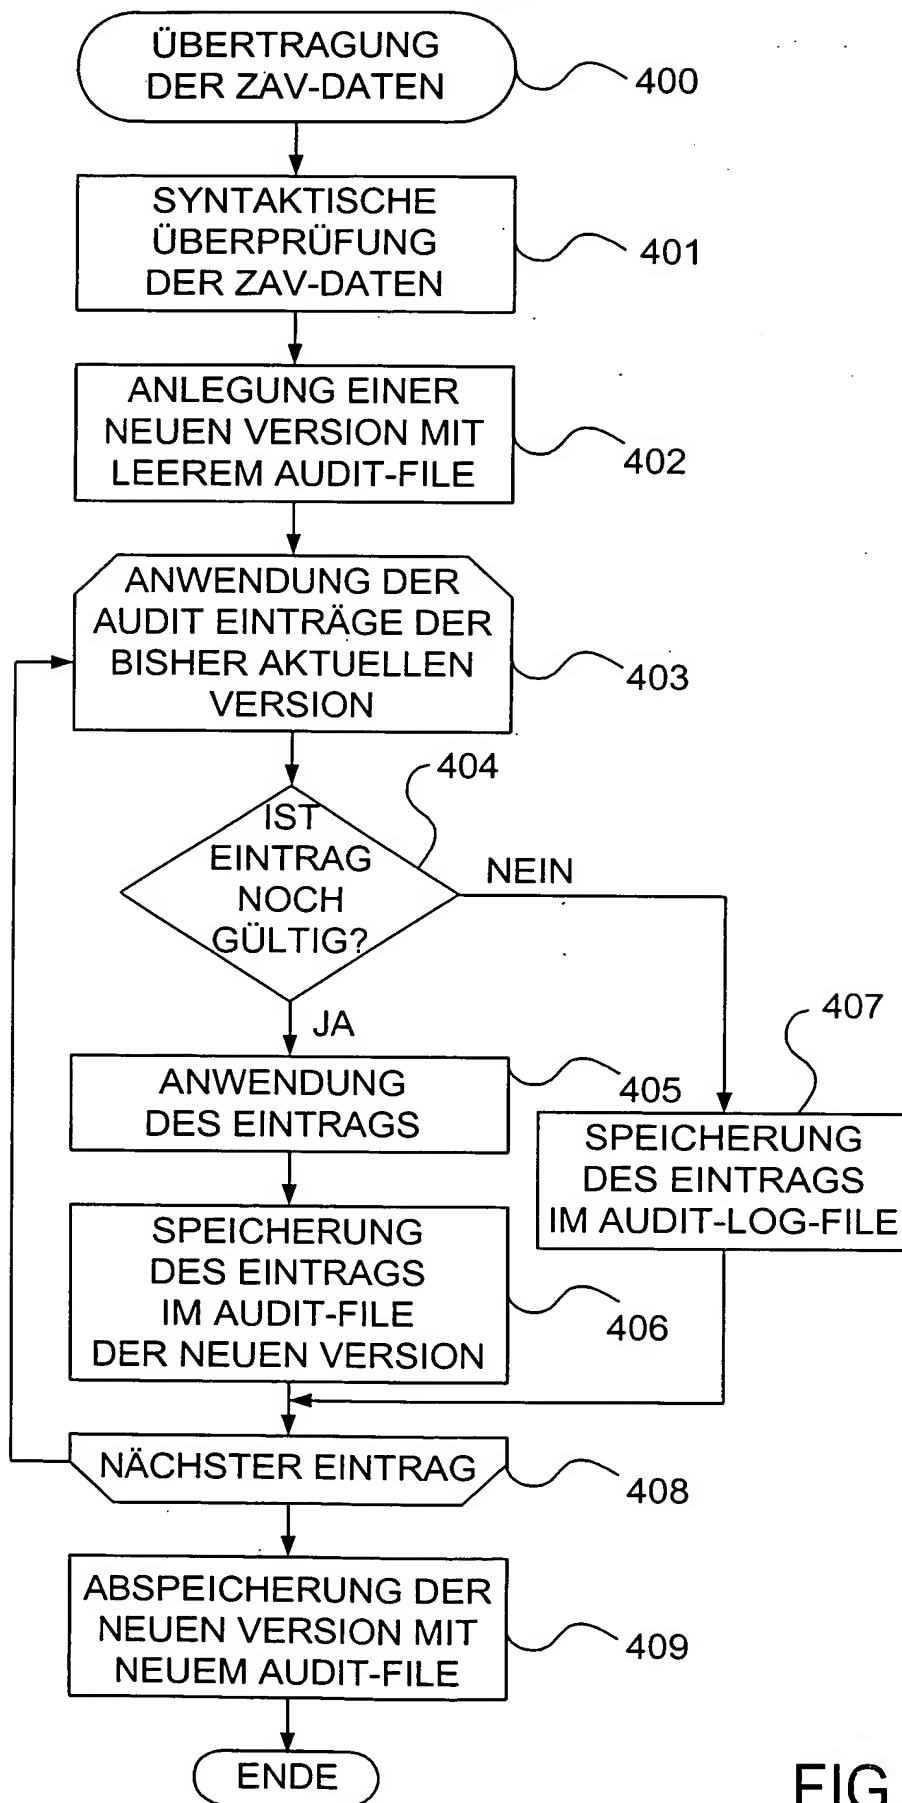 ÜBERTRAGUNG
DER ZAV-DATEN
400
SYNTAKTISCHE
ÜBERPRÜFUNG
DER ZAV-DATEN
401
ANLEGUNG EINER
NEUEN VERSION MIT
LEEREM AUDIT-FILE
402
ANWENDUNG DER
AUDIT EINTRÄGE DER
BISHER AKTUELLEN
VERSION
403
404
IST
EINTRAG
NOCH
GÜLTIG?
NEIN
JA
407
ANWENDUNG
DES EINTRAGS
405
SPEICHERUNG
DES EINTRAGS
IM AUDIT-LOG-FILE
SPEICHERUNG
DES EINTRAGS
IM AUDIT-FILE
DER NEUEN VERSION
406
NÄCHSTER EINTRAG
408
ABSPEICHERUNG DER
NEUEN VERSION MIT
NEUEM AUDIT-FILE
409
ENDE
FIG